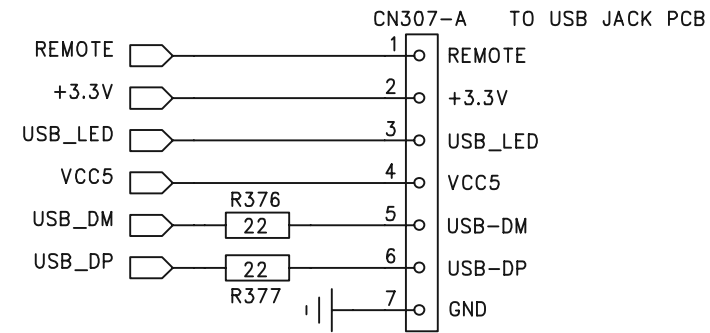 CN307-A TO USB JACK PCB
REMOTE 1 REMOTE
+3.3V 2 +3.3V
USB_LED 3 USB_LED
VCC5 4 VCC5
R376
USB_DM 22 5 USB-DM
USB_DP 22 6 USB-DP
R377
7 GND